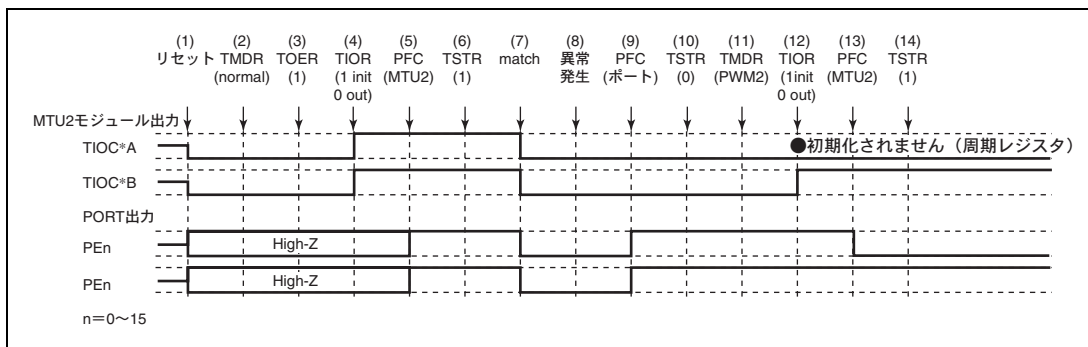 (1) (2) (3) (4) (5) (6) (7) (8) (9) (10) (11) (12) (13) (14)
リセット TMDR TOER TIOR PFC TSTR match 異常 PFC TSTR TMDR TIOR PFC TSTR
(normal) (1) (1 init (MTU2) (1) 発生 (ポート) (0) (PWM2) (1init (MTU2) (1)
0 out) 0 out)
MTU2モジュール出力
TIOC*A ●初期化されません（周期レジスタ）
TIOC*B
PORT出力
PEn High-Z
PEn High-Z
n＝0～15